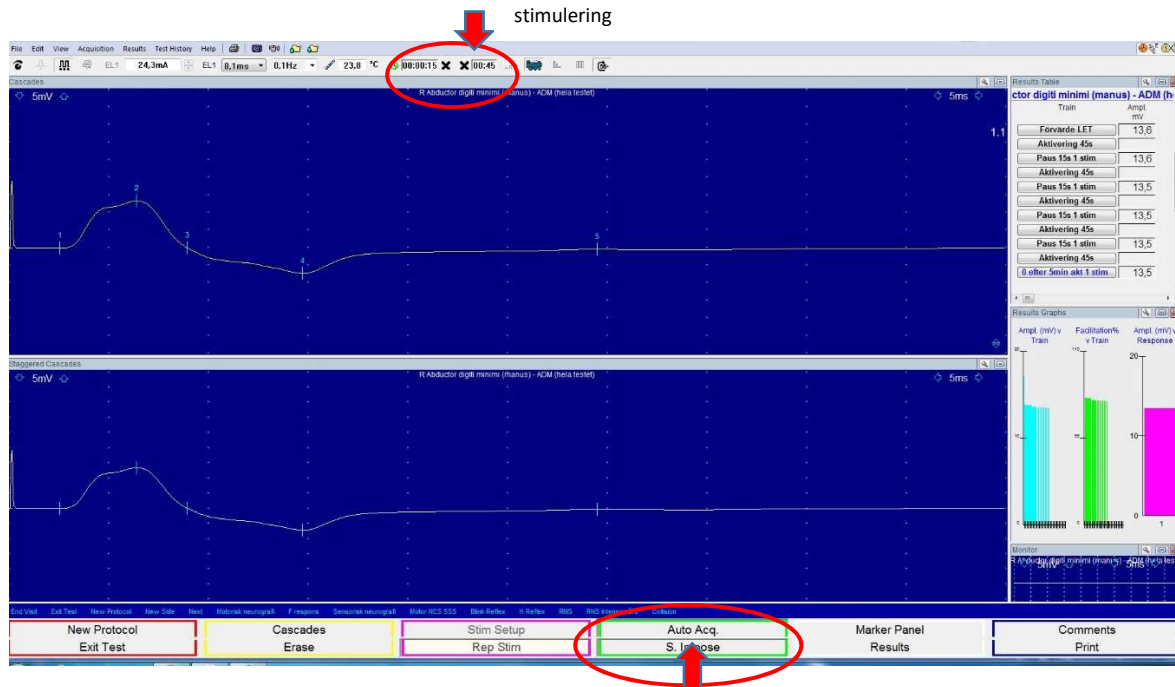 stimulering
File Edit View Acquisition Results Test History Help
EL1 24,3mA EL1 0,1ms 0,1Hz 23,8 °C 00:00:15 00:45
Cascades
5mV R Abductor digiti minimi (manus) - ADM (hela testet) 5ms
1.1
1 2 3 4 5
Staggered Cascades
5mV R Abductor digiti minimi (manus) - ADM (hela testet) 5ms
Results Table
ctor digiti minimi (manus) - ADM (h
Train Ampl.
mV
Förvärde LET 13,6
Aktivering 45s
Paus 15s 1 stim 13,6
Aktivering 45s
Paus 15s 1 stim 13,5
Aktivering 45s
Paus 15s 1 stim 13,5
Aktivering 45s
Paus 15s 1 stim 13,5
Aktivering 45s
0 efter 5min akt 1 stim 13,5
Results Graphs
Ampl. (mV) v Facilitation% Ampl. (mV) v
Train v Train Response
20
10
0
1
Monitor
5mV 5ms
End Visit Exit Test New Protocol New Side Next Motorisk neurografi F respons Sensorisk neurografi Motor NCS SSS Blink Reflex H Reflex RNS Collision
New Protocol Cascades Stim Setup Auto Acq. Marker Panel Comments
Exit Test Erase Rep Stim Results Print